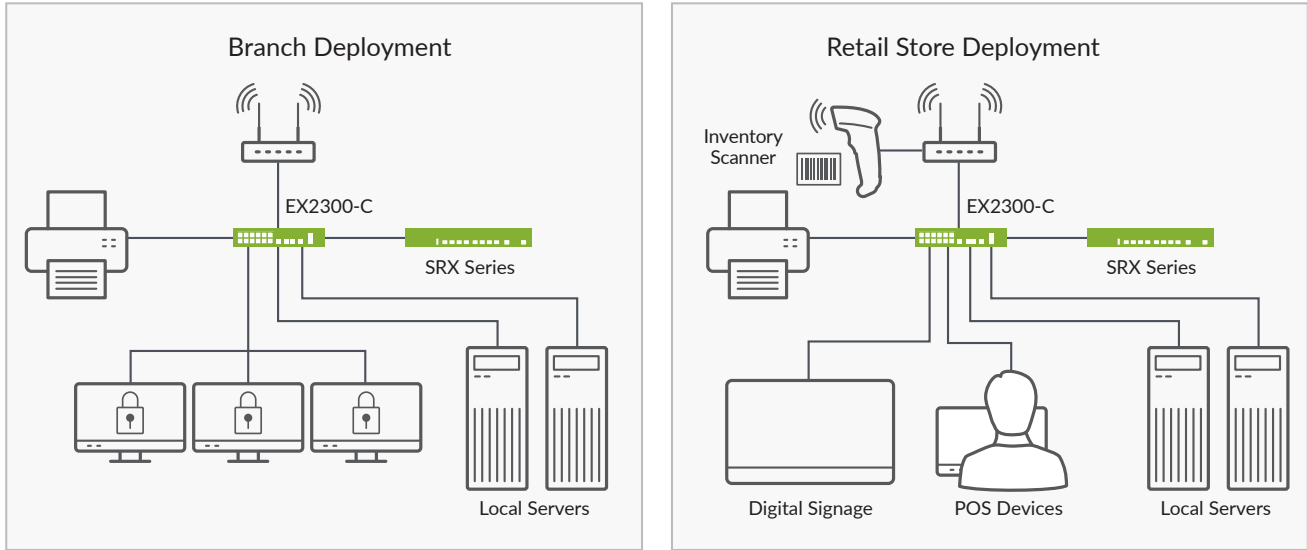 Branch Deployment
EX2300-C
SRX Series
Local Servers
Retail Store Deployment
Inventory
Scanner
EX2300-C
SRX Series
Digital Signage
POS Devices
Local Servers